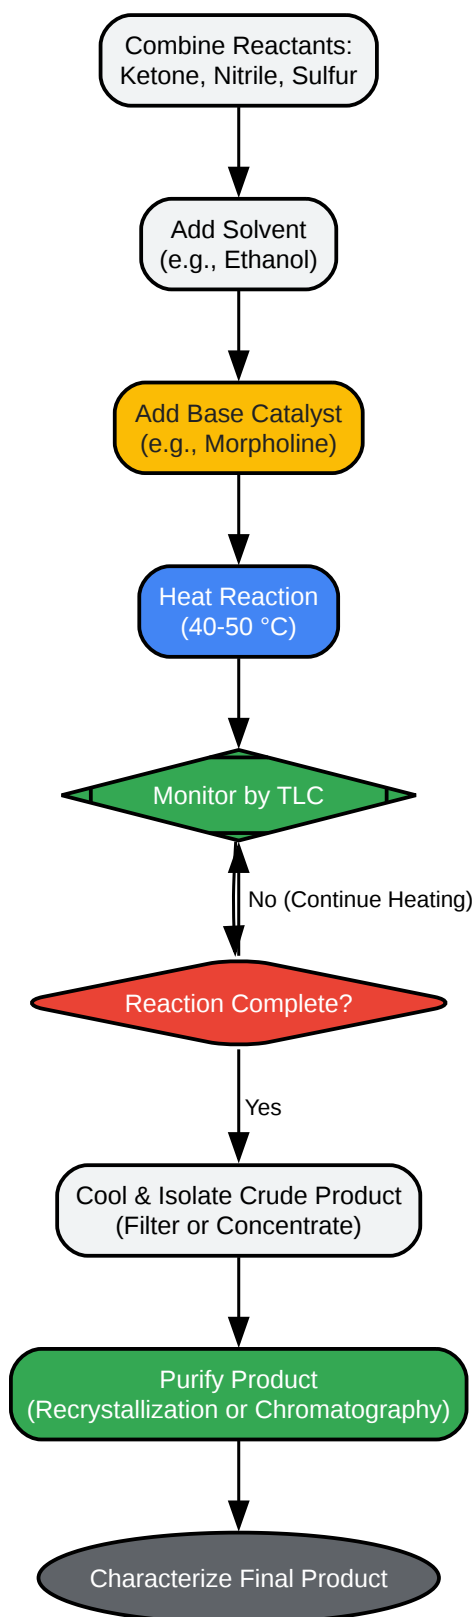 Combine Reactants:
Ketone, Nitrile, Sulfur
Add Solvent
(e.g., Ethanol)
Add Base Catalyst
(e.g., Morpholine)
Heat Reaction
(40-50 °C)
Monitor by TLC
No (Continue Heating)
Reaction Complete?
Yes
Cool & Isolate Crude Product
(Filter or Concentrate)
Purify Product
(Recrystallization or Chromatography)
Characterize Final Product